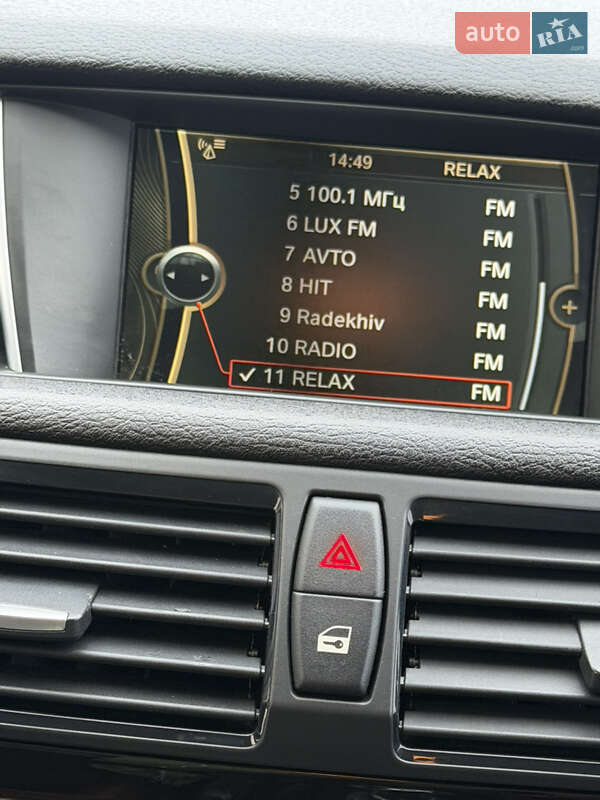 auto RIA .com
14:49 RELAX
5 100.1 МГц FM
6 LUX FM FM
7 AVTO FM
8 HIT FM
9 Radekhiv FM
10 RADIO FM
✓ 11 RELAX FM